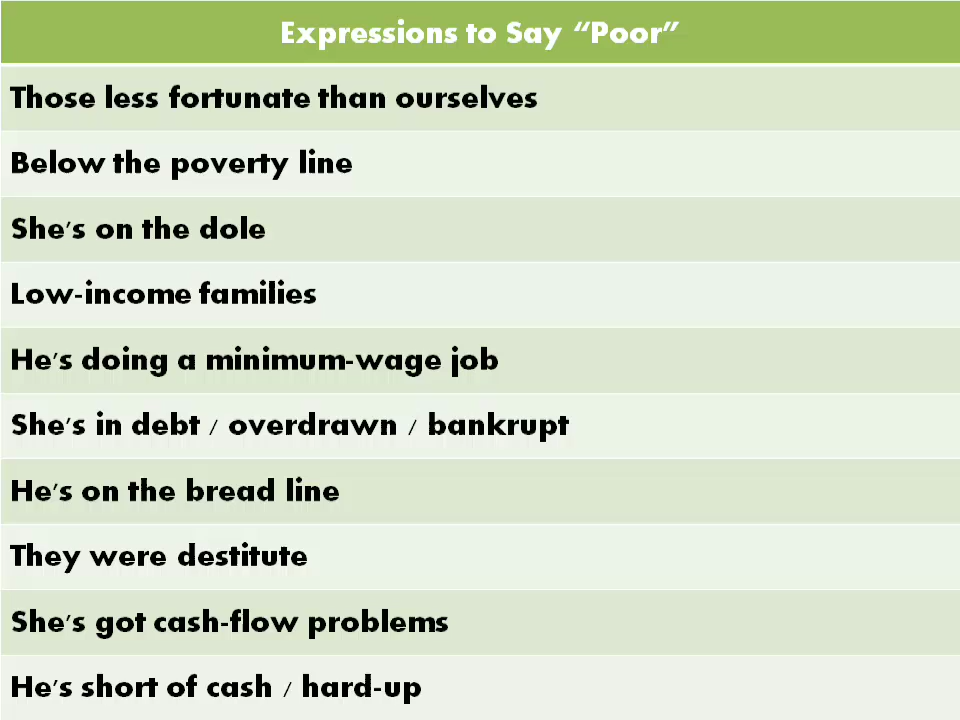 Expressions to Say “Poor”
Those less fortunate than ourselves
Below the poverty line
She's on the dole
Low-income families
He's doing a minimum-wage job
She's in debt / overdrawn / bankrupt
He's on the bread line
They were destitute
She's got cash-flow problems
He's short of cash / hard-up